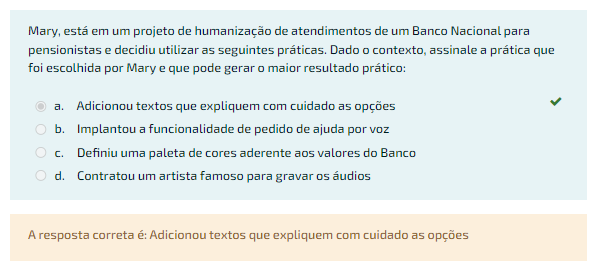 Mary, está em um projeto de humanização de atendimentos de um Banco Nacional para
pensionistas e decidiu utilizar as seguintes práticas. Dado o contexto, assinale a prática que
foi escolhida por Mary e que pode gerar o maior resultado prático:
a. Adicionou textos que expliquem com cuidado as opções
b. Implantou a funcionalidade de pedido de ajuda por voz
c. Definiu uma paleta de cores aderente aos valores do Banco
d. Contratou um artista famoso para gravar os áudios
A resposta correta é: Adicionou textos que expliquem com cuidado as opções